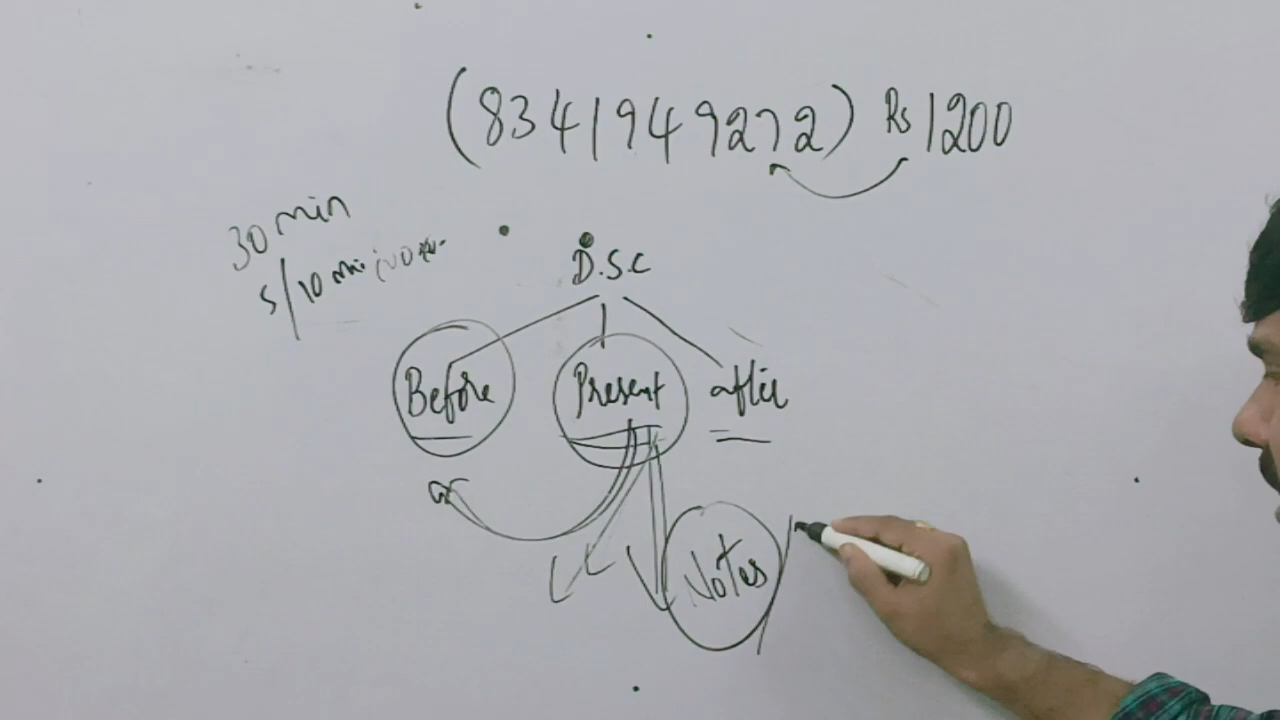 (8341949272) Rs 1200
30 min
5/10 min
D.S.C
Before Present after
Notes